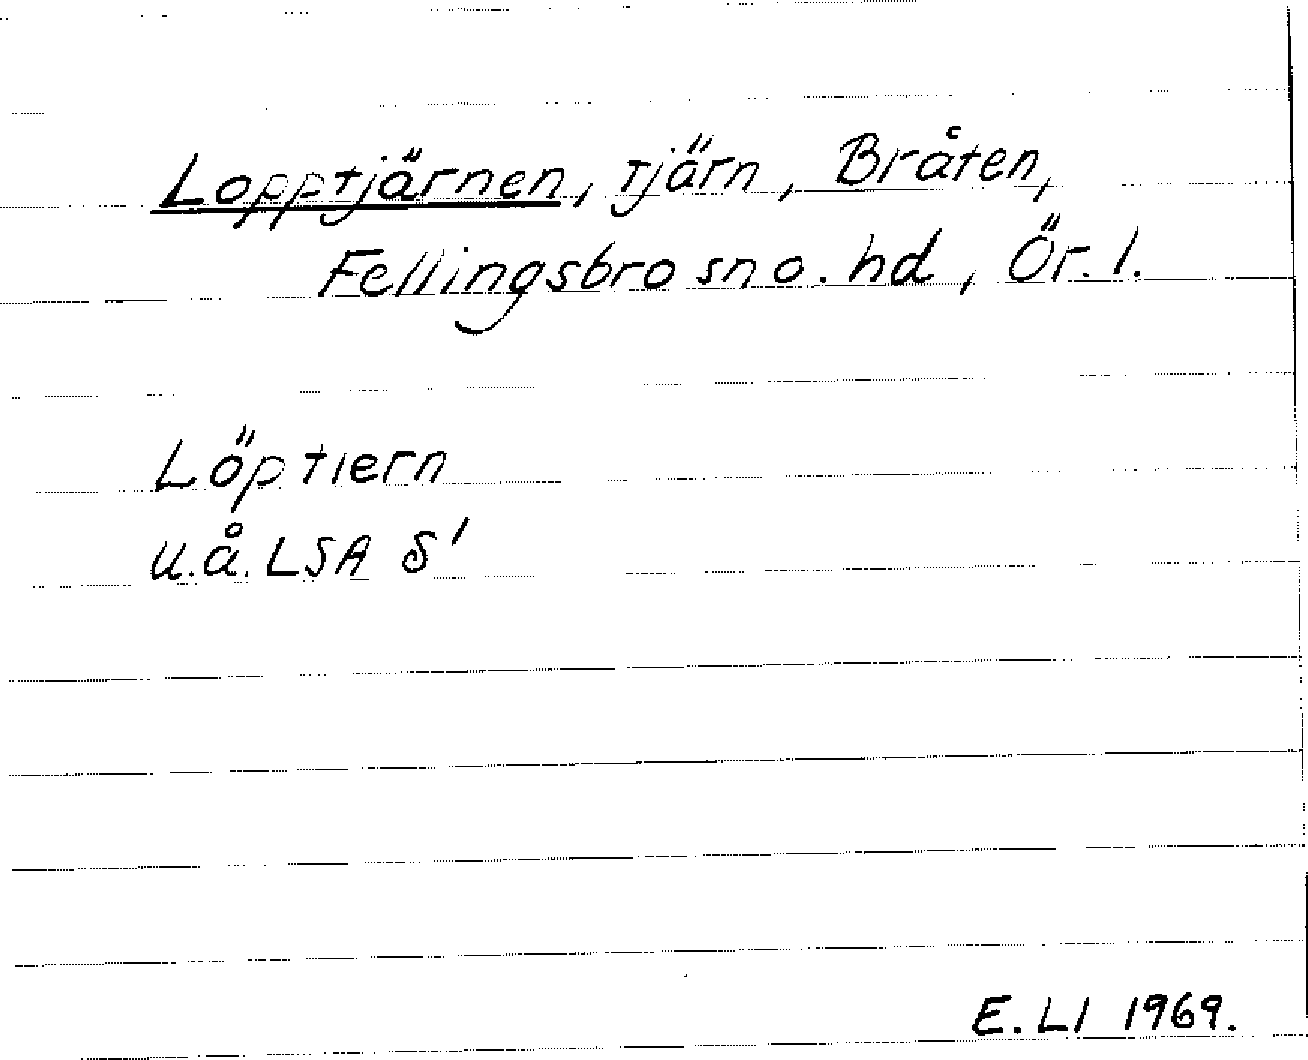 Lopptjärnen, tjärn, Bråten,
Fellingsbro sn o. hd, Ör. l.
Löptiern
u.å. LSA S'
E. Ll 1969.